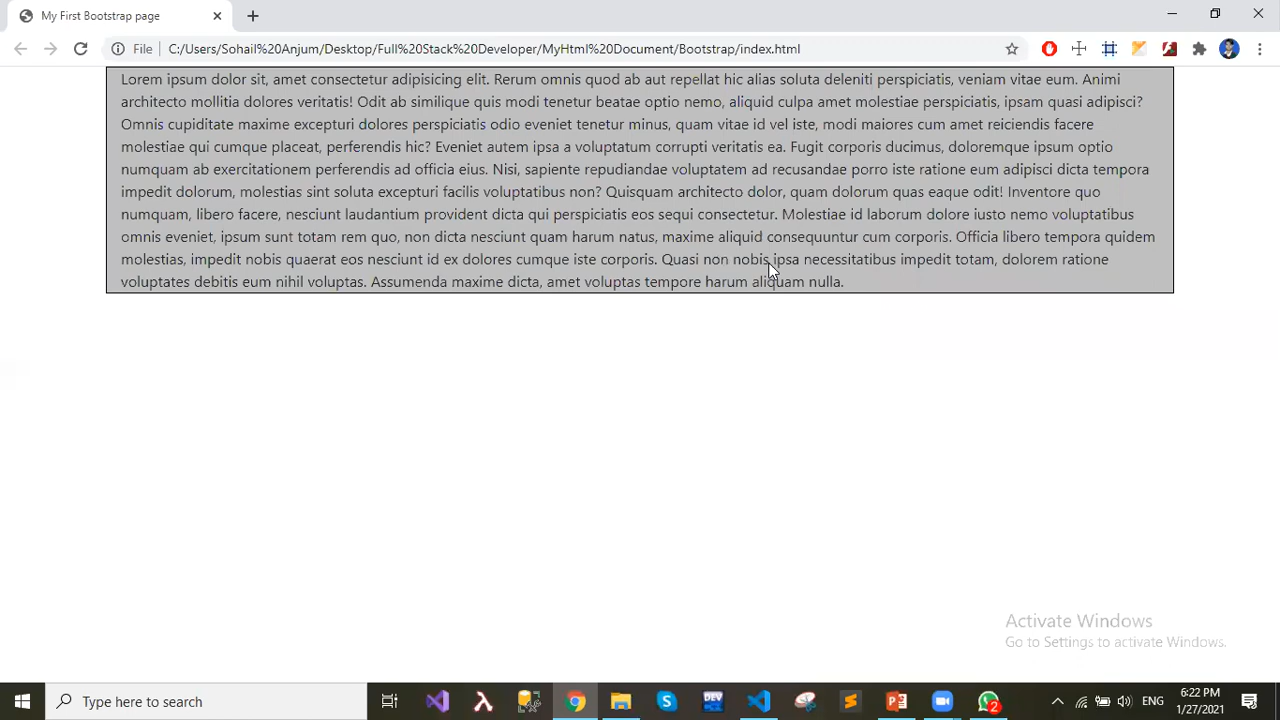 My First Bootstrap page
File
C:/Users/Sohail%20Anjum/Desktop/Full%20Stack%20Developer/MyHtml%20Document/Bootstrap/index.html
Lorem ipsum dolor sit, amet consectetur adipisicing elit. Rerum omnis quod ab aut repellat hic alias soluta deleniti perspiciatis, veniam vitae eum. Animi
architecto mollitia dolores veritatis! Odit ab similique quis modi tenetur beatae optio nemo, aliquid culpa amet molestiae perspiciatis, ipsam quasi adipisci?
Omnis cupiditate maxime excepturi dolores perspiciatis odio eveniet tenetur minus, quam vitae id vel iste, modi maiores cum amet reiciendis facere
molestiae qui cumque placeat, perferendis hic? Eveniet autem ipsa a voluptatum corrupti veritatis ea. Fugit corporis ducimus, doloremque ipsum optio
numquam ab exercitationem perferendis ad officia eius. Nisi, sapiente repudiandae voluptatem ad recusandae porro iste ratione eum adipisci dicta tempora
impedit dolorum, molestias sint soluta excepturi facilis voluptatibus non? Quisquam architecto dolor, quam dolorum quas eaque odit! Inventore quo
numquam, libero facere, nesciunt laudantium provident dicta qui perspiciatis eos sequi consectetur. Molestiae id laborum dolore iusto nemo voluptatibus
omnis eveniet, ipsum sunt totam rem quo, non dicta nesciunt quam harum natus, maxime aliquid consequuntur cum corporis. Officia libero tempora quidem
molestias, impedit nobis quaerat eos nesciunt id ex dolores cumque iste corporis. Quasi non nobis ipsa necessitatibus impedit totam, dolorem ratione
voluptates debitis eum nihil voluptas. Assumenda maxime dicta, amet voluptas tempore harum aliquam nulla.
Activate Windows
Go to Settings to activate Windows.
Type here to search
DEV
2
ENG
6:22 PM
1/27/2021